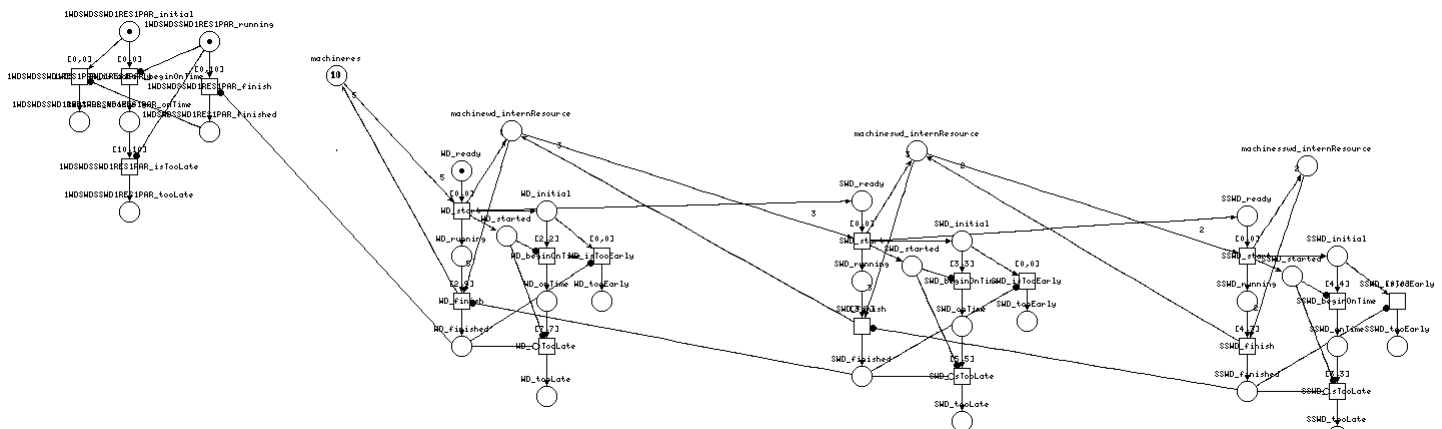 1WDSWDSSWD1RES1PAR_initial
1WDSWDSSWD1RES1PAR_running
[0,0]
[0,0]
1WDSWDSSWD1RES1PAR_finish
1WDSWDSSWD1RES1PAR_finished
[10,10]
1WDSWDSSWD1RES1PAR_isTooLate
1WDSWDSSWD1RES1PAR_tooLate
machineres
10
5
machinewd_internResource
3
WD_ready
5
[0,0]
WD_start
WD_initial
WD_started
WD_running
[2,2]
[0,0]
WD_beginOnTime
WD_isTooEarly
5
WD_finish
WD_onTime
WD_tooEarly
WD_finished
[7,7]
WD_isTooLate
WD_tooLate
machineswd_internResource
3
2
SWD_ready
3
[0,0]
SWD_start
SWD_initial
SWD_started
SWD_running
[3,3]
[0,0]
SWD_beginOnTime
SWD_isTooEarly
3
SWD_onTime
SWD_tooEarly
SWD_finished
[5,5]
SWD_isTooLate
SWD_tooLate
machinesswd_internResource
2
SSWD_ready
2
[0,0]
SSWD_start
SSWD_initial
SSWD_started
SSWD_running
[4,4]
SSWD_beginOnTime
2
SSWD_finish
SSWD_onTime
SSWD_tooEarly
SSWD_finished
[3,3]
SSWD_isTooLate
SSWD_tooLate